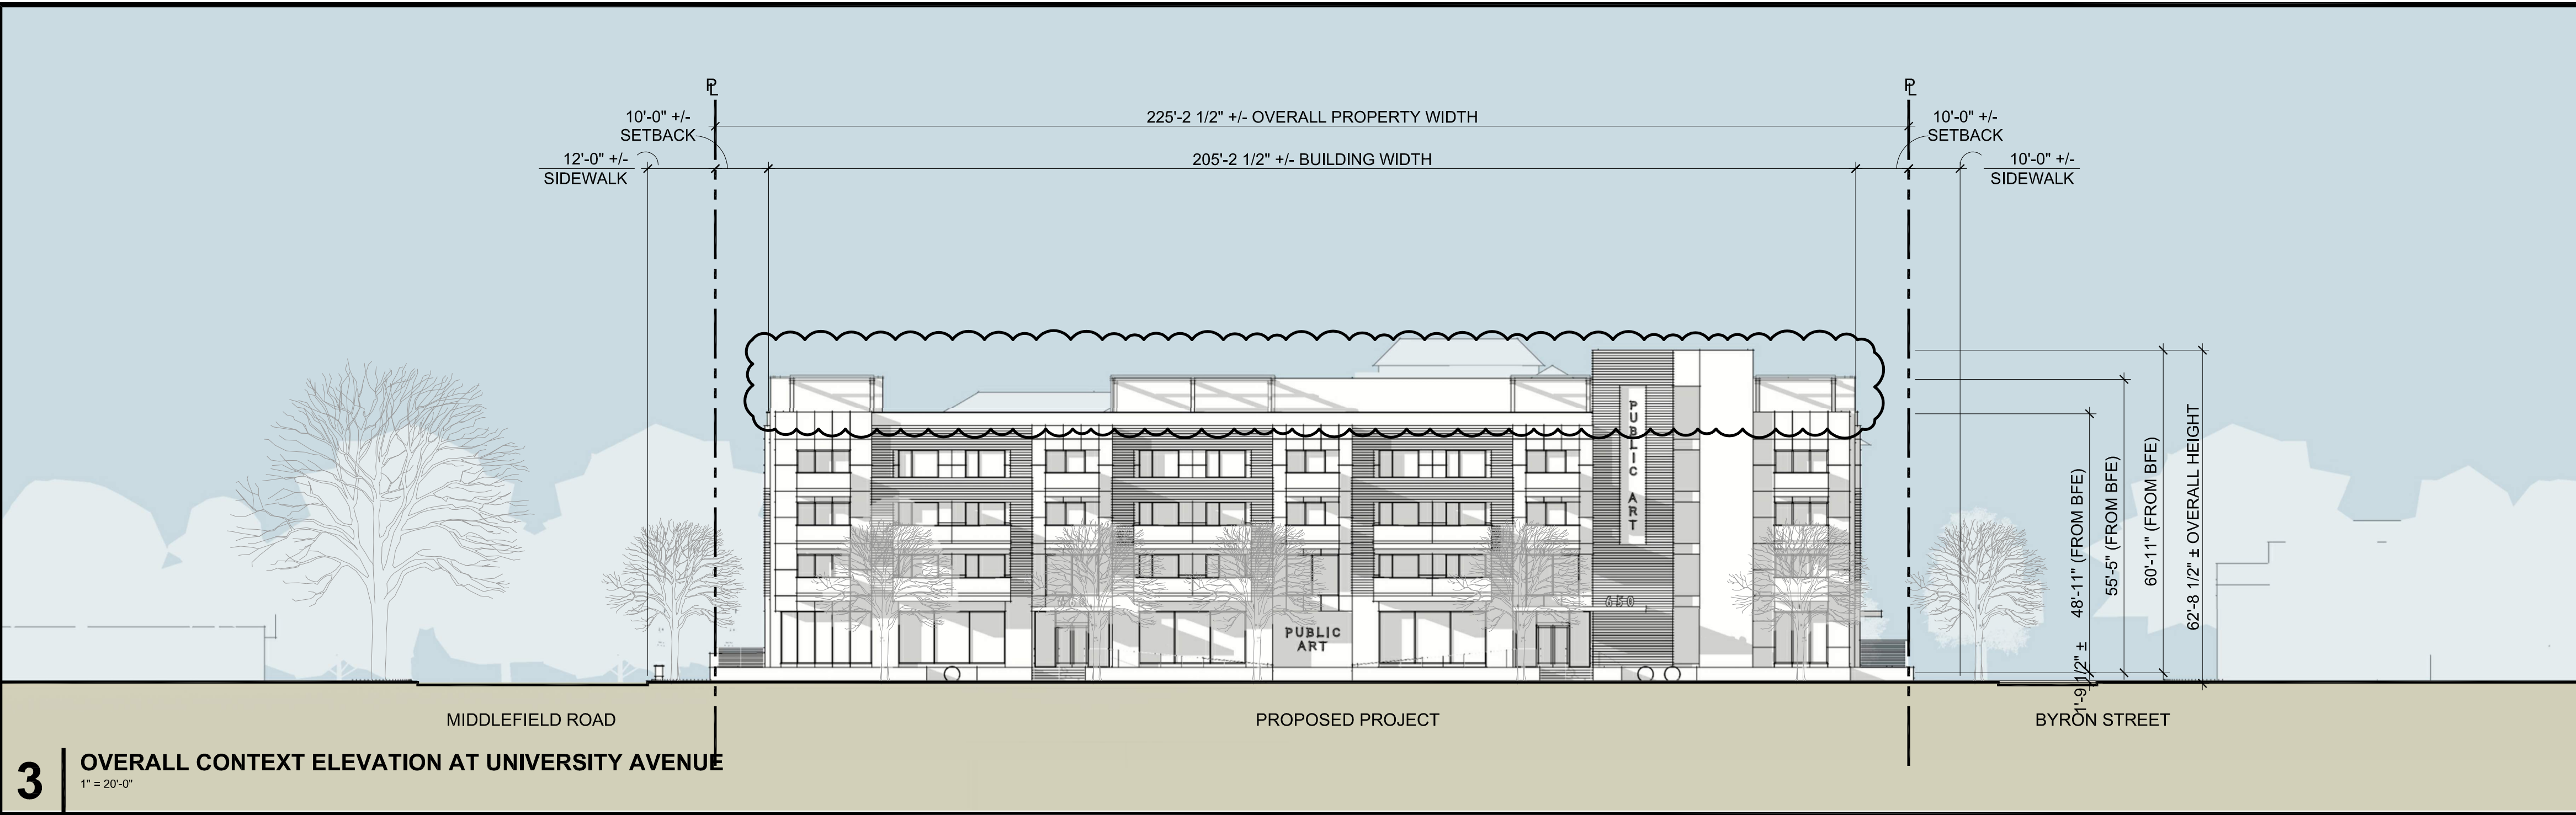 PL
PL
10'-0" +/-
SETBACK
225'-2 1/2" +/- OVERALL PROPERTY WIDTH
10'-0" +/-
SETBACK
12'-0" +/-
SIDEWALK
205'-2 1/2" +/- BUILDING WIDTH
10'-0" +/-
SIDEWALK
PUBLIC ART
650
PUBLIC
ART
1'-9 1/2" ±
48'-11" (FROM BFE)
55'-5" (FROM BFE)
60'-11" (FROM BFE)
62'-8 1/2" ± OVERALL HEIGHT
MIDDLEFIELD ROAD
PROPOSED PROJECT
BYRON STREET
3
OVERALL CONTEXT ELEVATION AT UNIVERSITY AVENUE
1" = 20'-0"